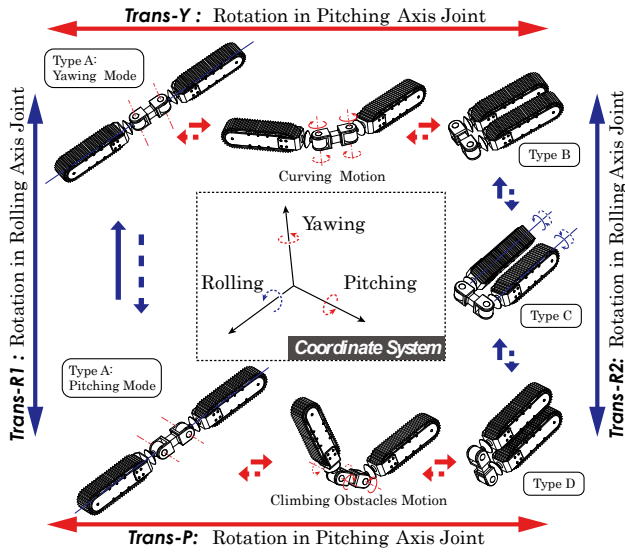 Trans-Y : Rotation in Pitching Axis Joint
Type A:
Yawing Mode
Curving Motion
Type B
Trans-R1 : Rotation in Rolling Axis Joint
Yawing
Rolling
Pitching
Coordinate System
Type C
Trans-R2: Rotation in Rolling Axis Joint
Type A:
Pitching Mode
Climbing Obstacles Motion
Type D
Trans-P: Rotation in Pitching Axis Joint